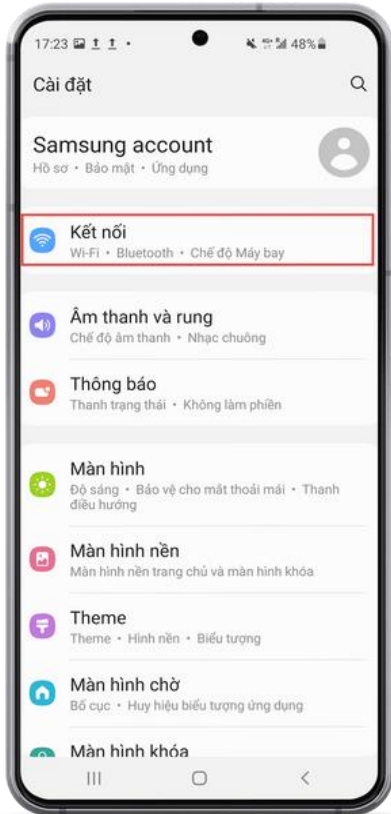 17:23 48%
Cài đặt
Samsung account
Hồ sơ • Bảo mật • Ứng dụng
Kết nối
Wi-Fi • Bluetooth • Chế độ Máy bay
Âm thanh và rung
Chế độ âm thanh • Nhạc chuông
Thông báo
Thanh trạng thái • Không làm phiền
Màn hình
Độ sáng • Bảo vệ cho mắt thoải mái • Thanh
điều hướng
Màn hình nền
Màn hình nền trang chủ và màn hình khóa
Theme
Theme • Hình nền • Biểu tượng
Màn hình chờ
Bố cục • Huy hiệu biểu tượng ứng dụng
Màn hình khóa